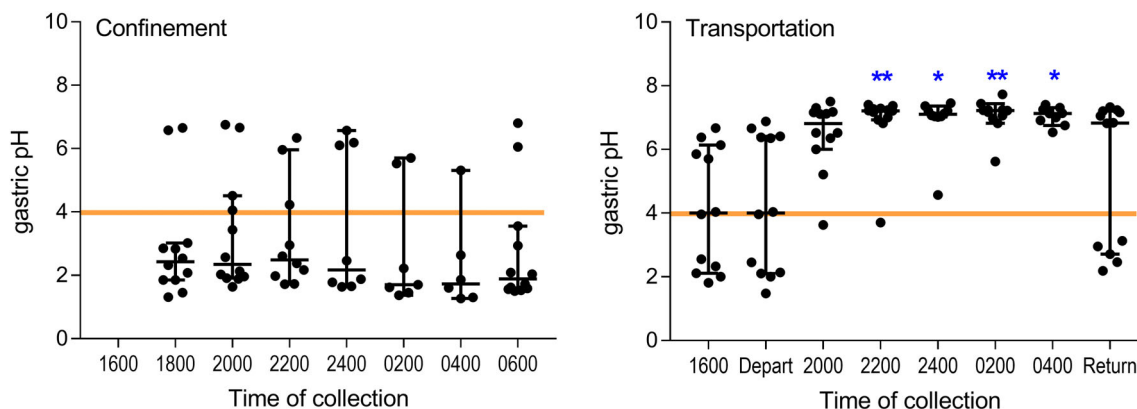 Confinement
gastric pH
10
8
6
4
2
0
1600 1800 2000 2200 2400 0200 0400 0600
Time of collection
Transportation
gastric pH
10
8
6
4
2
0
** * ** *
1600 Depart 2000 2200 2400 0200 0400 Return
Time of collection